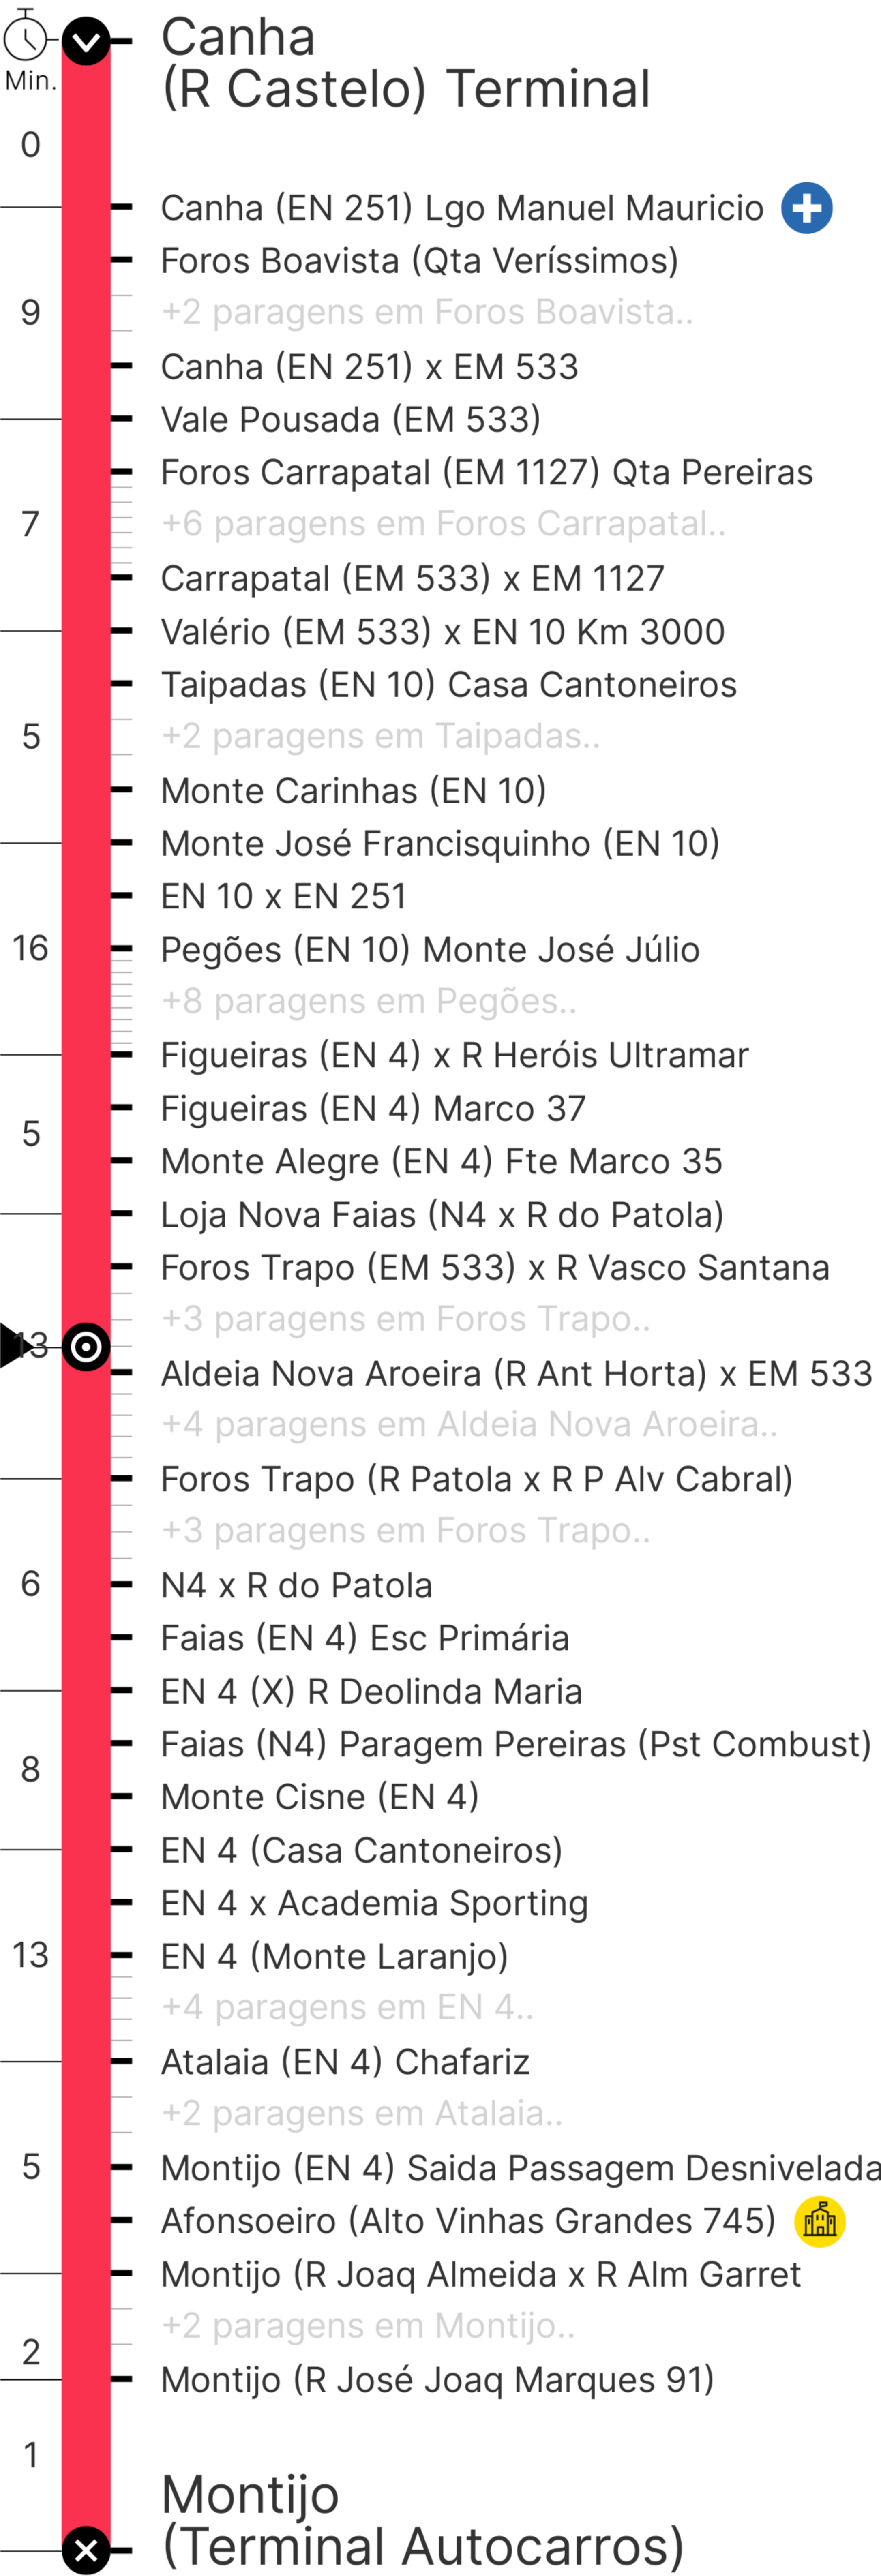 Canha
(R Castelo) Terminal
Min.
0
Canha (EN 251) Lgo Manuel Mauricio
Foros Boavista (Qta Veríssimos)
9
+2 paragens em Foros Boavista..
Canha (EN 251) x EM 533
Vale Pousada (EM 533)
Foros Carrapatal (EM 1127) Qta Pereiras
7
+6 paragens em Foros Carrapatal..
Carrapatal (EM 533) x EM 1127
Valério (EM 533) x EN 10 Km 3000
Taipadas (EN 10) Casa Cantoneiros
5
+2 paragens em Taipadas..
Monte Carinhas (EN 10)
Monte José Francisquinho (EN 10)
EN 10 x EN 251
16
Pegões (EN 10) Monte José Júlio
+8 paragens em Pegões..
Figueiras (EN 4) x R Heróis Ultramar
Figueiras (EN 4) Marco 37
5
Monte Alegre (EN 4) Fte Marco 35
Loja Nova Faias (N4 x R do Patola)
Foros Trapo (EM 533) x R Vasco Santana
+3 paragens em Foros Trapo..
13
Aldeia Nova Aroeira (R Ant Horta) x EM 533
+4 paragens em Aldeia Nova Aroeira..
Foros Trapo (R Patola x R P Alv Cabral)
+3 paragens em Foros Trapo..
6
N4 x R do Patola
Faias (EN 4) Esc Primária
EN 4 (X) R Deolinda Maria
Faias (N4) Paragem Pereiras (Pst Combust)
8
Monte Cisne (EN 4)
EN 4 (Casa Cantoneiros)
EN 4 x Academia Sporting
13
EN 4 (Monte Laranjo)
+4 paragens em EN 4..
Atalaia (EN 4) Chafariz
+2 paragens em Atalaia..
5
Montijo (EN 4) Saida Passagem Desnivelada
Afonsoeiro (Alto Vinhas Grandes 745)
Montijo (R Joaq Almeida x R Alm Garret
+2 paragens em Montijo..
2
Montijo (R José Joaq Marques 91)
1
Montijo
(Terminal Autocarros)